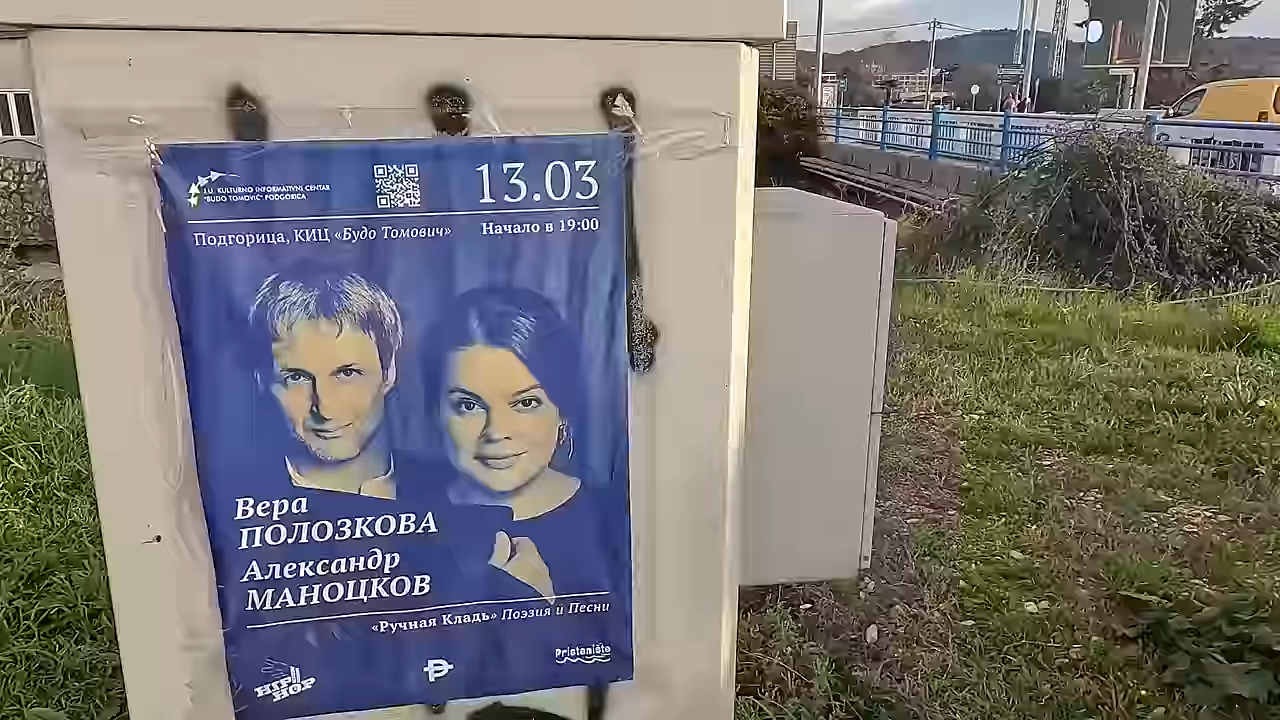 J.U. KULTURNO INFORMATIVNI CENTAR
"BUDO TOMOVIĆ" PODGORICA
13.03
Подгорица, КИЦ «Будо Томович»
Начало в 19:00
Вера
ПОЛОЗКОВА
Александр
МАНОЦКОВ
«Ручная Кладь» Поэзия и Песни
HIP HOP
Pristanište